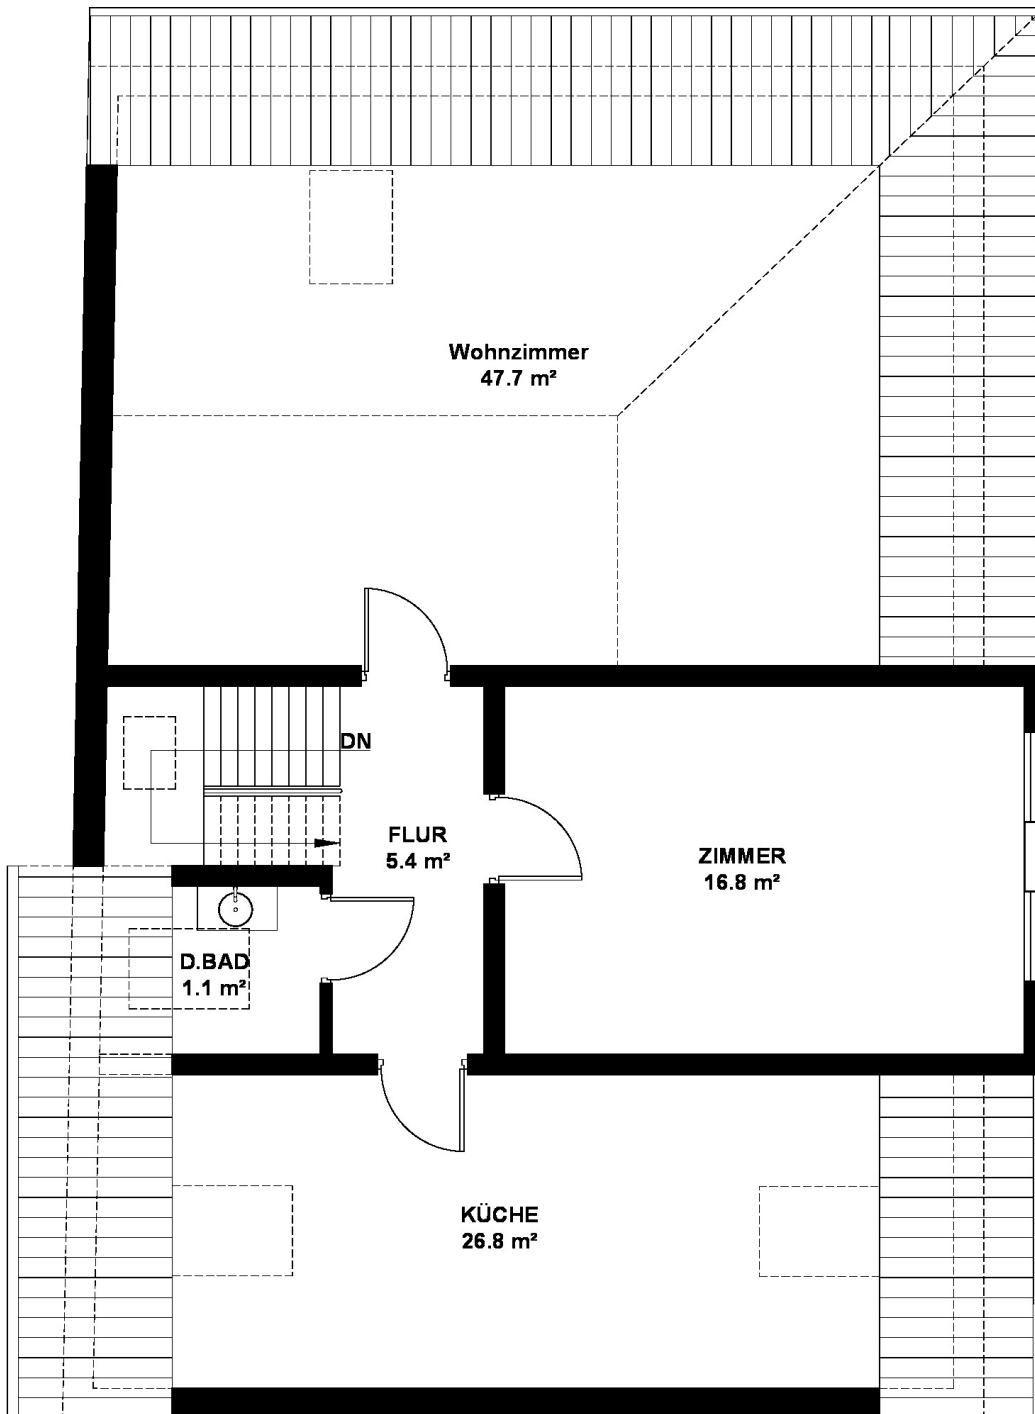 Wohnzimmer
47.7 m²
DN
FLUR
5.4 m²
ZIMMER
16.8 m²
D.BAD
1.1 m²
KÜCHE
26.8 m²